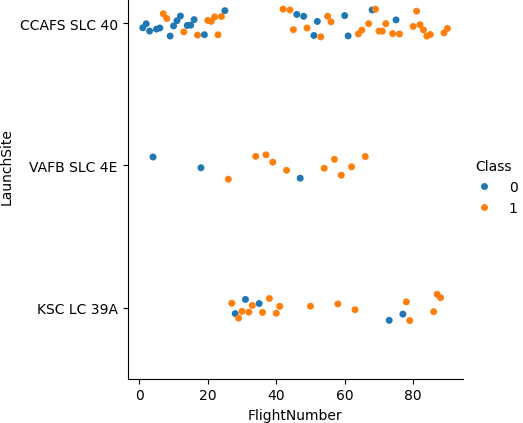 CCAFS SLC 40
VAFB SLC 4E
KSC LC 39A
LaunchSite
0
20
40
60
80
FlightNumber
Class
0
1